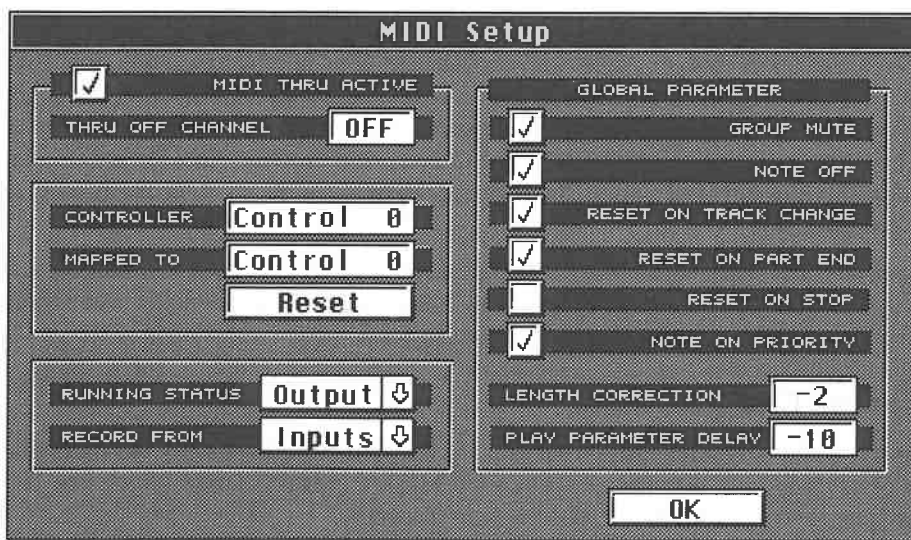 MIDI Setup
MIDI THRU ACTIVE
THRU OFF CHANNEL OFF
CONTROLLER Control 0
MAPPED TO Control 0
Reset
RUNNING STATUS Output
RECORD FROM Inputs
GLOBAL PARAMETER
GROUP MUTE
NOTE OFF
RESET ON TRACK CHANGE
RESET ON PART END
RESET ON STOP
NOTE ON PRIORITY
LENGTH CORRECTION -2
PLAY PARAMETER DELAY -10
OK